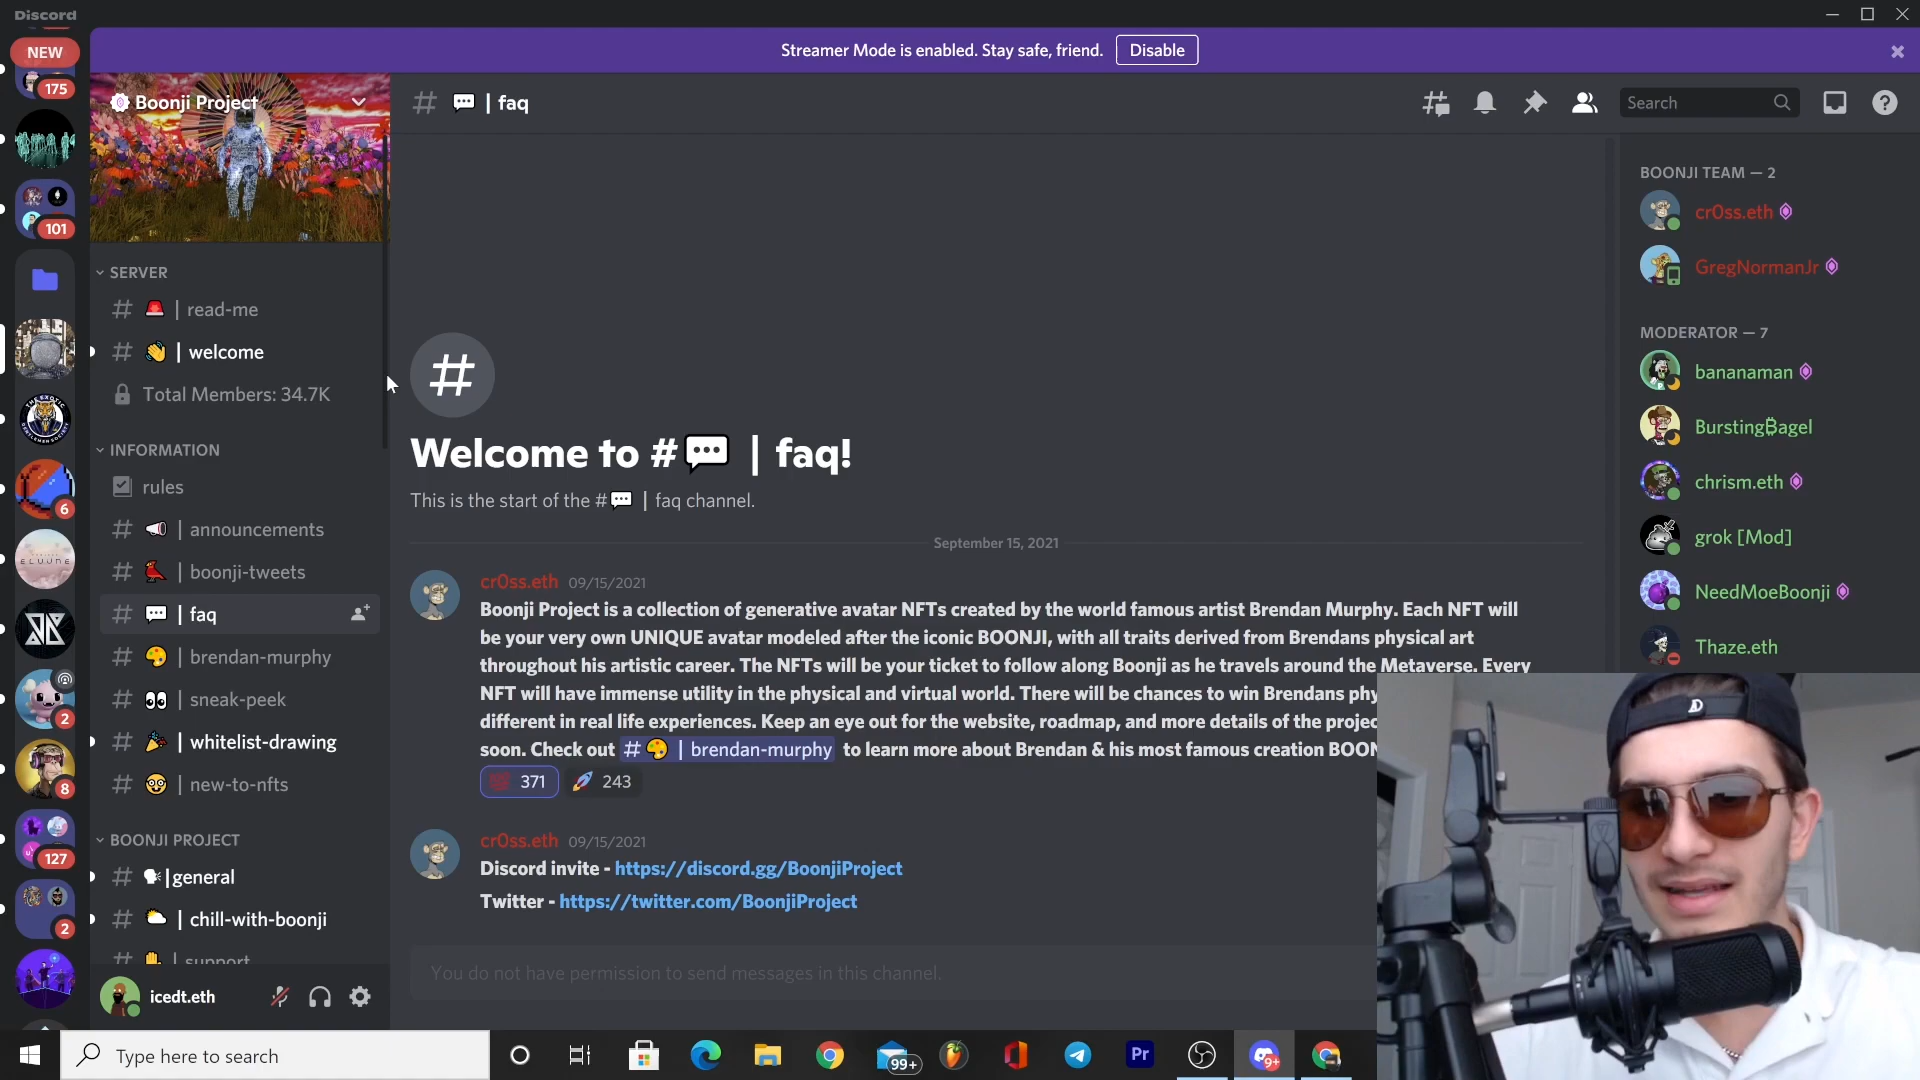 Discord
Streamer Mode is enabled. Stay safe, friend. Disable
NEW
175
101
6
ELUUNE
2
8
127
2
Boonji Project
SERVER
# | read-me
# | welcome
Total Members: 34.7K
INFORMATION
rules
# | announcements
# | boonji-tweets
# | faq
# | brendan-murphy
# | sneak-peek
# | whitelist-drawing
# | new-to-nfts
BOONJI PROJECT
# |general
# | chill-with-boonji
# | support
icedt.eth
# | faq
Search
Welcome to # | faq!
This is the start of the # | faq channel.
September 15, 2021
cr0ss.eth 09/15/2021
Boonji Project is a collection of generative avatar NFTs created by the world famous artist Brendan Murphy. Each NFT will
be your very own UNIQUE avatar modeled after the iconic BOONJI, with all traits derived from Brendans physical art
throughout his artistic career. The NFTs will be your ticket to follow along Boonji as he travels around the Metaverse. Every
NFT will have immense utility in the physical and virtual world. There will be chances to win Brendans phy
different in real life experiences. Keep an eye out for the website, roadmap, and more details of the projec
soon. Check out # | brendan-murphy to learn more about Brendan & his most famous creation BOON
371 243
cr0ss.eth 09/15/2021
Discord invite - https://discord.gg/BoonjiProject
Twitter - https://twitter.com/BoonjiProject
You do not have permission to send messages in this channel.
BOONJI TEAM — 2
cr0ss.eth
GregNormanJr
MODERATOR — 7
bananaman
Bursting₿agel
chrism.eth
grok [Mod]
NeedMoeBoonji
Thaze.eth
Type here to search
99+
Pr
9+